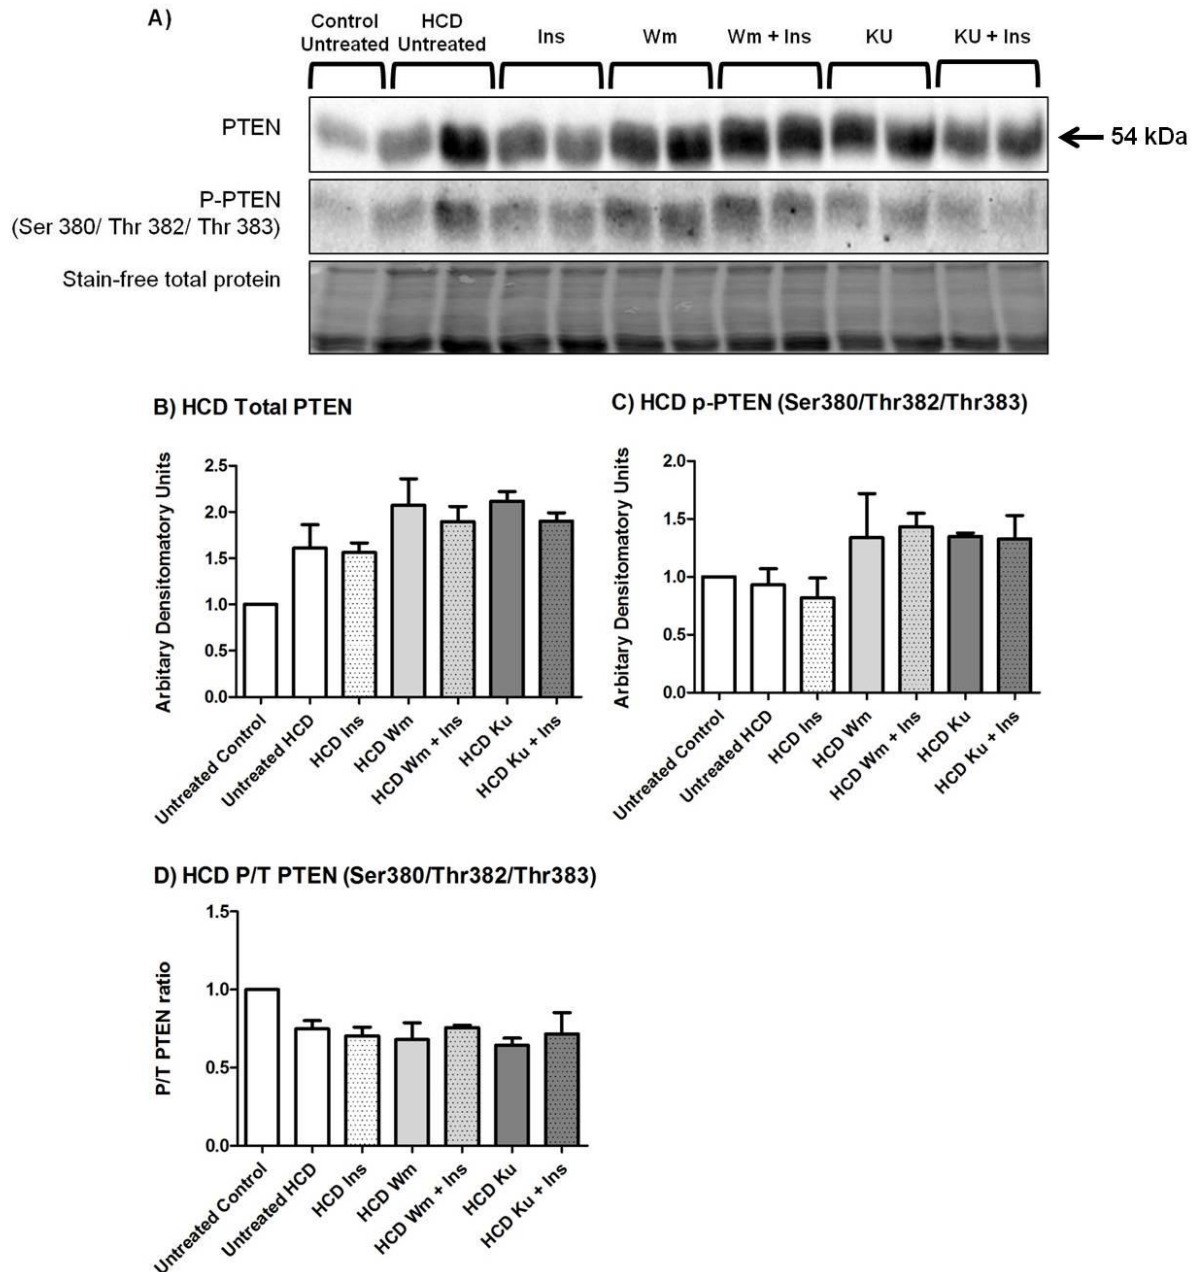 A)
Control
Untreated
HCD
Untreated
Ins
Wm
Wm + Ins
KU
KU + Ins
PTEN
54 kDa
P-PTEN
(Ser 380/ Thr 382/ Thr 383)
Stain-free total protein
B) HCD Total PTEN
Arbitary Densitomatory Units
2.5
2.0
1.5
1.0
0.5
0.0
Untreated Control
Untreated HCD
HCD Ins
HCD Wm
HCD Wm + Ins
HCD Ku
HCD Ku + Ins
C) HCD p-PTEN (Ser380/Thr382/Thr383)
Arbitary Densitomatory Units
2.0
1.5
1.0
0.5
0.0
Untreated Control
Untreated HCD
HCD Ins
HCD Wm
HCD Wm + Ins
HCD Ku
HCD Ku + Ins
D) HCD P/T PTEN (Ser380/Thr382/Thr383)
P/T PTEN ratio
1.5
1.0
0.5
0.0
Untreated Control
Untreated HCD
HCD Ins
HCD Wm
HCD Wm + Ins
HCD Ku
HCD Ku + Ins